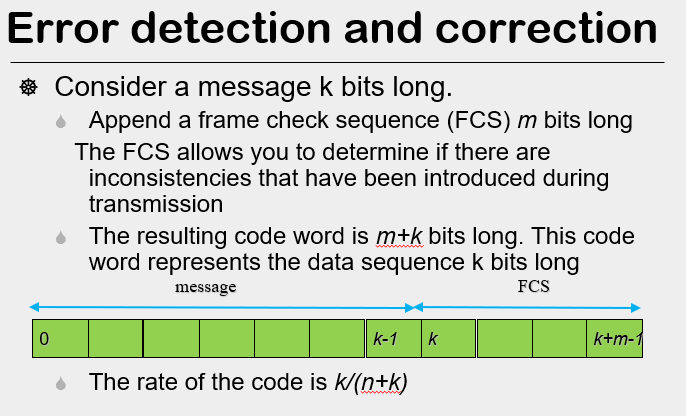 Error detection and correction
Consider a message k bits long.
Append a frame check sequence (FCS) m bits long
The FCS allows you to determine if there are
inconsistencies that have been introduced during
transmission
The resulting code word is m+k bits long. This code
word represents the data sequence k bits long
message FCS
0 k-1 k k+m-1
The rate of the code is k/(n+k)